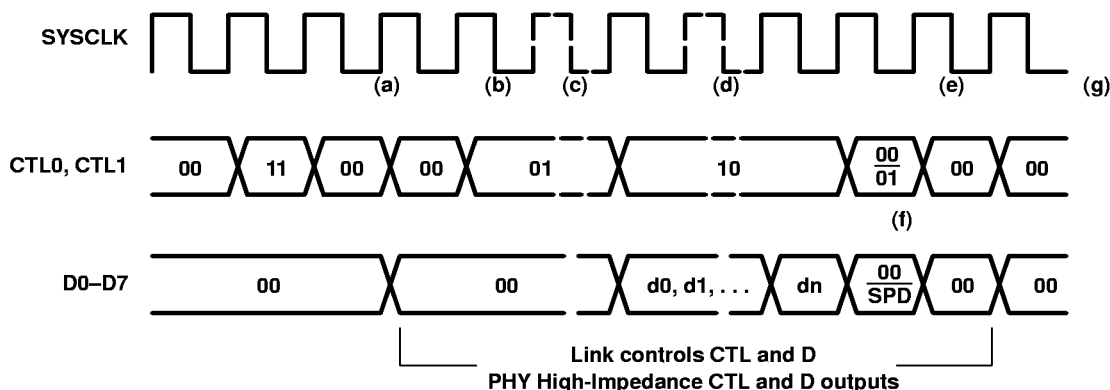 SYSCLK
(a) (b) (c) (d) (e) (g)
CTL0, CTL1 00 11 00 00 01 10 00 00 00
01
(f)
D0–D7 00 00 d0, d1, . . . dn 00 00 00
SPD
Link controls CTL and D
PHY High-Impedance CTL and D outputs